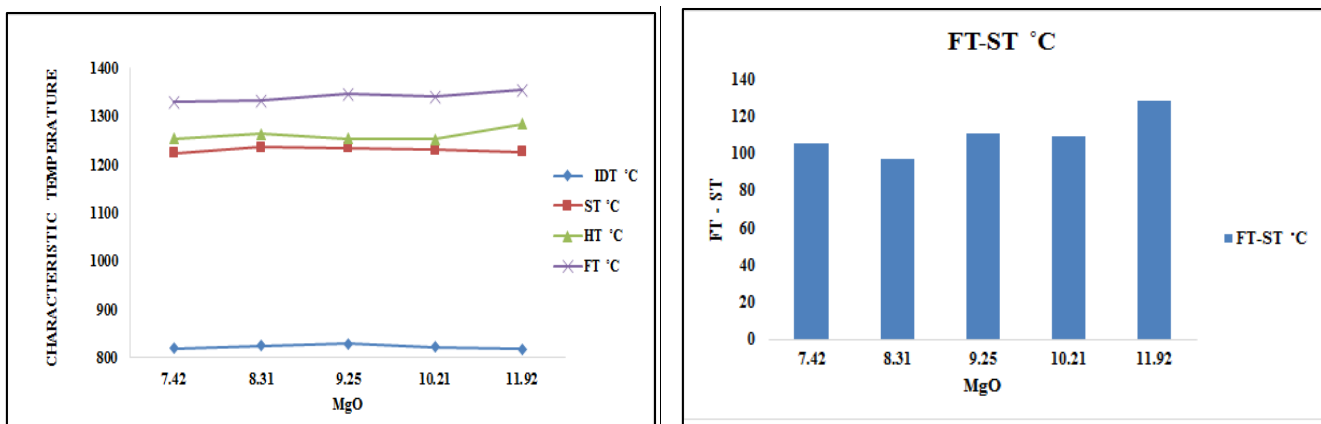 CHARACTERISTIC TEMPERATURE
1400
1300
1200
1100
1000
900
800
7.42 8.31 9.25 10.21 11.92
MgO
IDT °C
ST °C
HT °C
FT °C
FT-ST °C
FT - ST
140
120
100
80
60
40
20
0
7.42 8.31 9.25 10.21 11.92
MgO
FT-ST °C